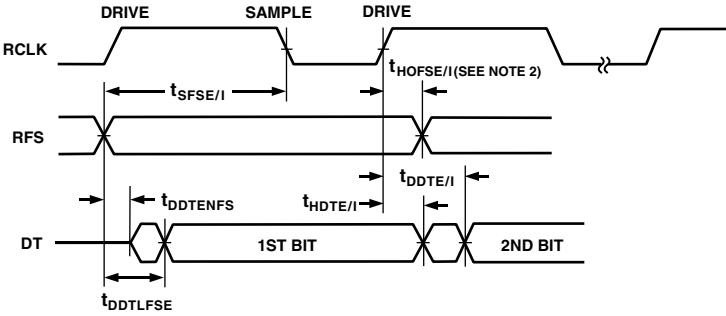 DRIVE SAMPLE DRIVE
RCLK
tHOFSE/I (SEE NOTE 2)
tSFSE/I
RFS
tDDTE/I
tDDTENFS
tHDTE/I
DT
1ST BIT
2ND BIT
tDDTLFSE